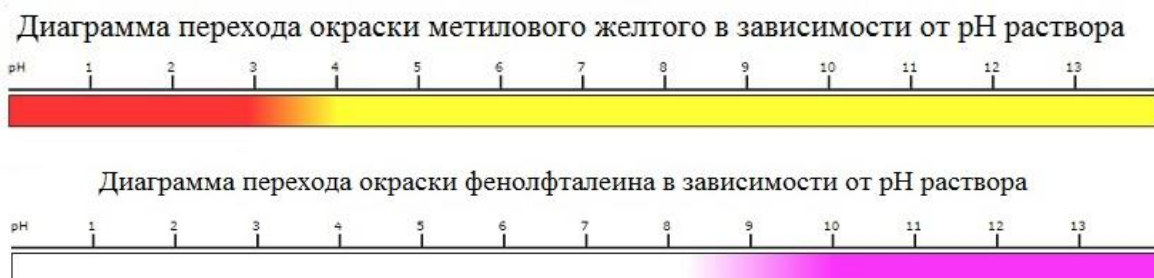 Диаграмма перехода окраски метилового желтого в зависимости от pH раствора
pH 1 2 3 4 5 6 7 8 9 10 11 12 13
Диаграмма перехода окраски фенолфталеина в зависимости от pH раствора
pH 1 2 3 4 5 6 7 8 9 10 11 12 13